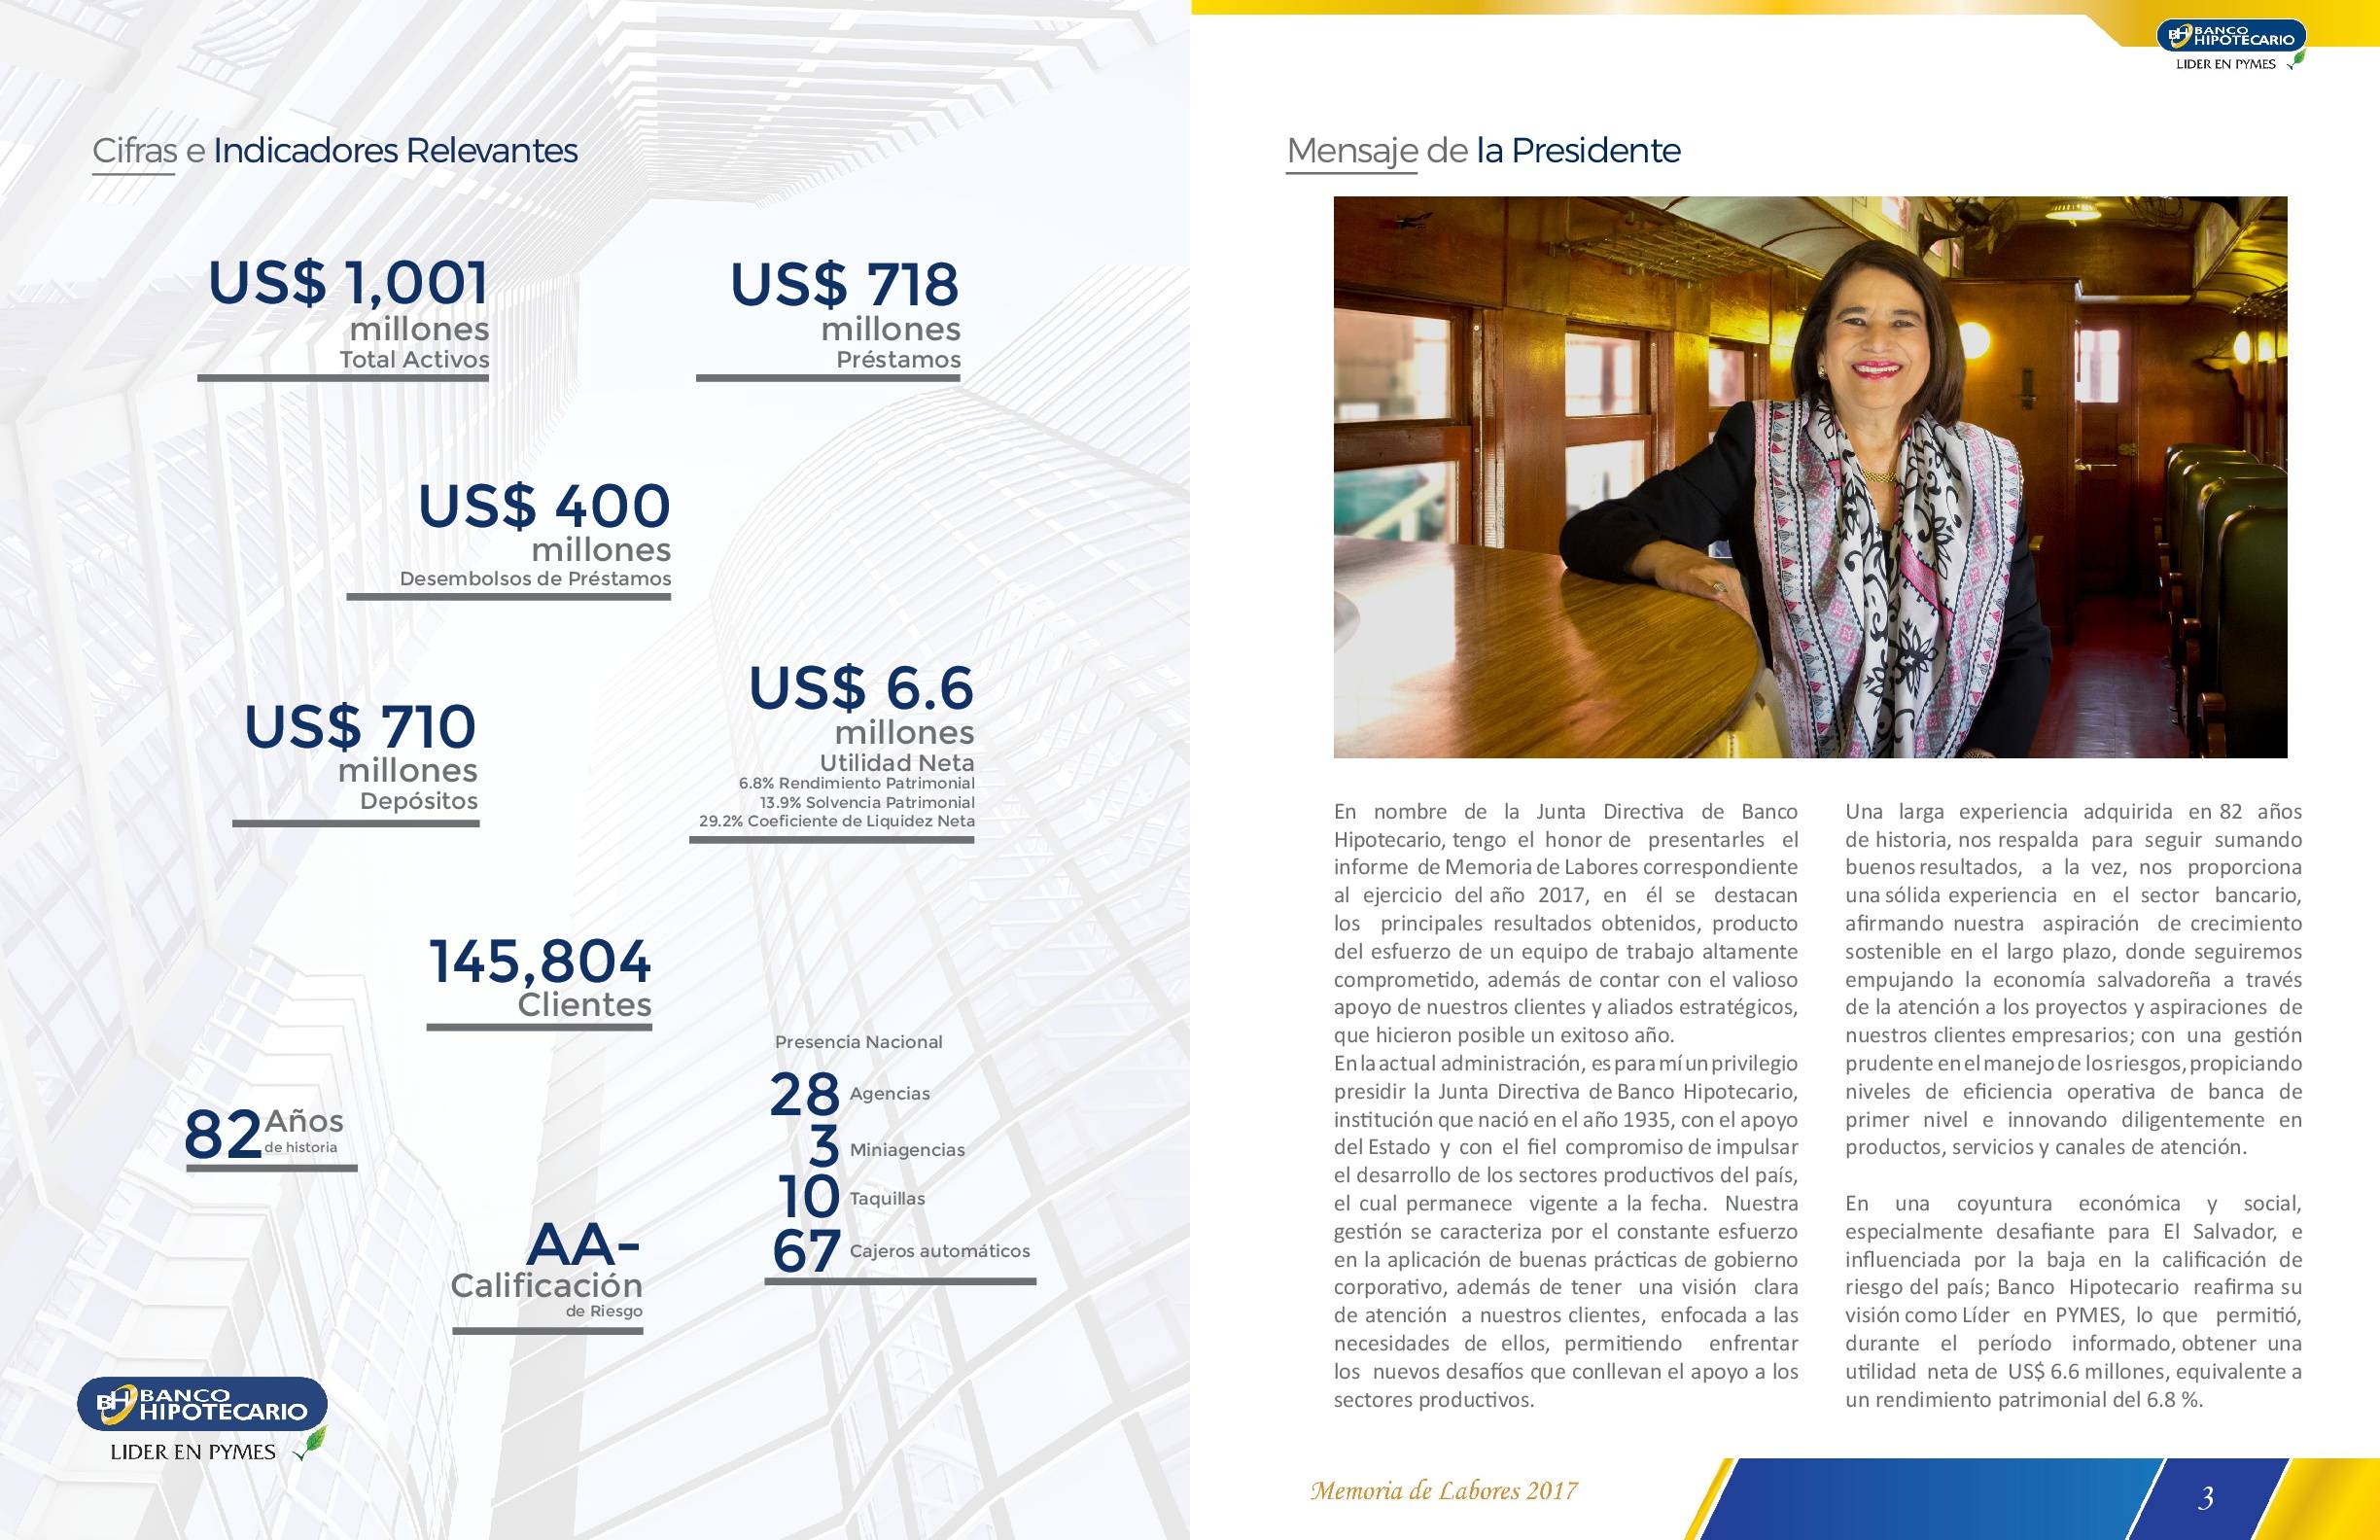 Cifras e Indicadores Relevantes
US$ 1,001
millones
Total Activos
US$ 718
millones
Préstamos
US$ 400
millones
Desembolsos de Préstamos
US$ 710
millones
Depósitos
US$ 6.6
millones
Utilidad Neta
6.8% Rendimiento Patrimonial
13.9% Solvencia Patrimonial
29.2% Coeficiente de Liquidez Neta
145,804
Clientes
Presencia Nacional
28 Agencias
3 Miniagencias
10 Taquillas
67 Cajeros automáticos
82 Años
de historia
AA-
Calificación
de Riesgo
BH BANCO
HIPOTECARIO
LIDER EN PYMES
BH BANCO
HIPOTECARIO
LIDER EN PYMES
Mensaje de la Presidente
En nombre de la Junta Directiva de Banco
Hipotecario, tengo el honor de presentarles el
informe de Memoria de Labores correspondiente
al ejercicio del año 2017, en él se destacan
los principales resultados obtenidos, producto
del esfuerzo de un equipo de trabajo altamente
comprometido, además de contar con el valioso
apoyo de nuestros clientes y aliados estratégicos,
que hicieron posible un exitoso año.
En la actual administración, es para mí un privilegio
presidir la Junta Directiva de Banco Hipotecario,
institución que nació en el año 1935, con el apoyo
del Estado y con el fiel compromiso de impulsar
el desarrollo de los sectores productivos del país,
el cual permanece vigente a la fecha. Nuestra
gestión se caracteriza por el constante esfuerzo
en la aplicación de buenas prácticas de gobierno
corporativo, además de tener una visión clara
de atención a nuestros clientes, enfocada a las
necesidades de ellos, permitiendo enfrentar
los nuevos desafíos que conllevan el apoyo a los
sectores productivos.
Una larga experiencia adquirida en 82 años
de historia, nos respalda para seguir sumando
buenos resultados, a la vez, nos proporciona
una sólida experiencia en el sector bancario,
afirmando nuestra aspiración de crecimiento
sostenible en el largo plazo, donde seguiremos
empujando la economía salvadoreña a través
de la atención a los proyectos y aspiraciones de
nuestros clientes empresarios; con una gestión
prudente en el manejo de los riesgos, propiciando
niveles de eficiencia operativa de banca de
primer nivel e innovando diligentemente en
productos, servicios y canales de atención.
En una coyuntura económica y social,
especialmente desafiante para El Salvador, e
influenciada por la baja en la calificación de
riesgo del país; Banco Hipotecario reafirma su
visión como Líder en PYMES, lo que permitió,
durante el período informado, obtener una
utilidad neta de US$ 6.6 millones, equivalente a
un rendimiento patrimonial del 6.8 %.
Memoria de Labores 2017
3